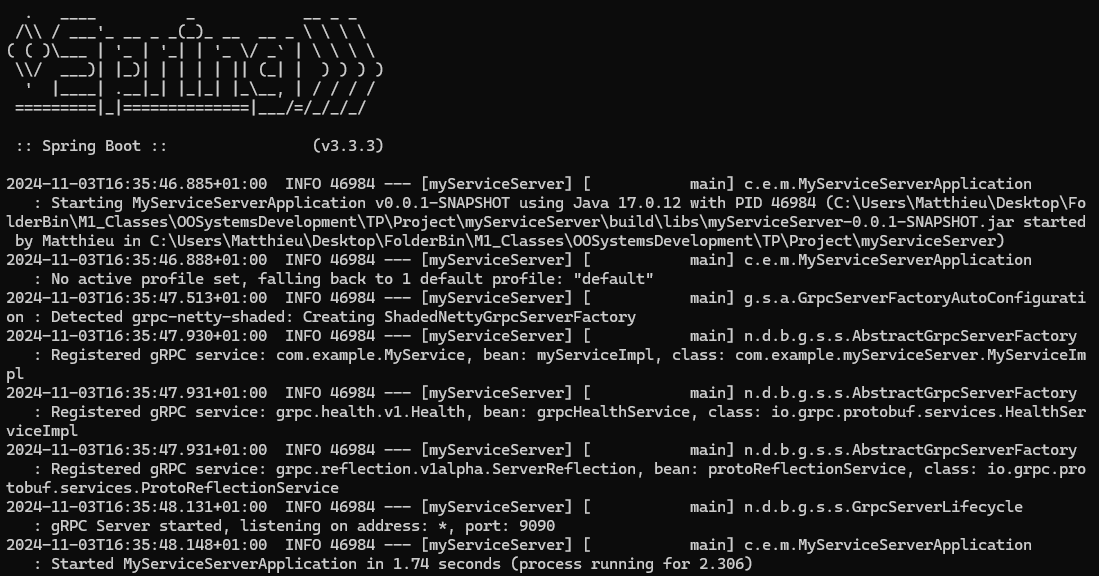 .   ____          _            __ _ _
 /\\ / ___'_ __ _ _(_)_ __  __ _ \ \ \ \
( ( )\___ | '_ | '_| | '_ \/ _` | \ \ \ \
 \\/  ___)| |_)| | | | | || (_| |  ) ) ) )
  '  |____| .__|_| |_|_| |_\__, | / / / /
 =========|_|==============|___/=/_/_/_/

 :: Spring Boot ::                (v3.3.3)

2024-11-03T16:35:46.885+01:00  INFO 46984 --- [myServiceServer] [           main] c.e.m.MyServiceServerApplication
   : Starting MyServiceServerApplication v0.0.1-SNAPSHOT using Java 17.0.12 with PID 46984 (C:\Users\Matthieu\Desktop\Fo
lderBin\M1_Classes\OOSystemsDevelopment\TP\Project\myServiceServer\build\libs\myServiceServer-0.0.1-SNAPSHOT.jar started
 by Matthieu in C:\Users\Matthieu\Desktop\FolderBin\M1_Classes\OOSystemsDevelopment\TP\Project\myServiceServer)
2024-11-03T16:35:46.888+01:00  INFO 46984 --- [myServiceServer] [           main] c.e.m.MyServiceServerApplication
   : No active profile set, falling back to 1 default profile: "default"
2024-11-03T16:35:47.513+01:00  INFO 46984 --- [myServiceServer] [           main] g.s.a.GrpcServerFactoryAutoConfigurati
on : Detected grpc-netty-shaded: Creating ShadedNettyGrpcServerFactory
2024-11-03T16:35:47.930+01:00  INFO 46984 --- [myServiceServer] [           main] n.d.b.g.s.s.AbstractGrpcServerFactory
   : Registered gRPC service: com.example.MyService, bean: myServiceImpl, class: com.example.myServiceServer.MyServiceIm
pl
2024-11-03T16:35:47.931+01:00  INFO 46984 --- [myServiceServer] [           main] n.d.b.g.s.s.AbstractGrpcServerFactory
   : Registered gRPC service: grpc.health.v1.Health, bean: grpcHealthService, class: io.grpc.protobuf.services.HealthSer
viceImpl
2024-11-03T16:35:47.931+01:00  INFO 46984 --- [myServiceServer] [           main] n.d.b.g.s.s.AbstractGrpcServerFactory
   : Registered gRPC service: grpc.reflection.v1alpha.ServerReflection, bean: protoReflectionService, class: io.grpc.pro
tobuf.services.ProtoReflectionService
2024-11-03T16:35:48.131+01:00  INFO 46984 --- [myServiceServer] [           main] n.d.b.g.s.s.GrpcServerLifecycle
   : gRPC Server started, listening on address: *, port: 9090
2024-11-03T16:35:48.148+01:00  INFO 46984 --- [myServiceServer] [           main] c.e.m.MyServiceServerApplication
   : Started MyServiceServerApplication in 1.74 seconds (process running for 2.306)